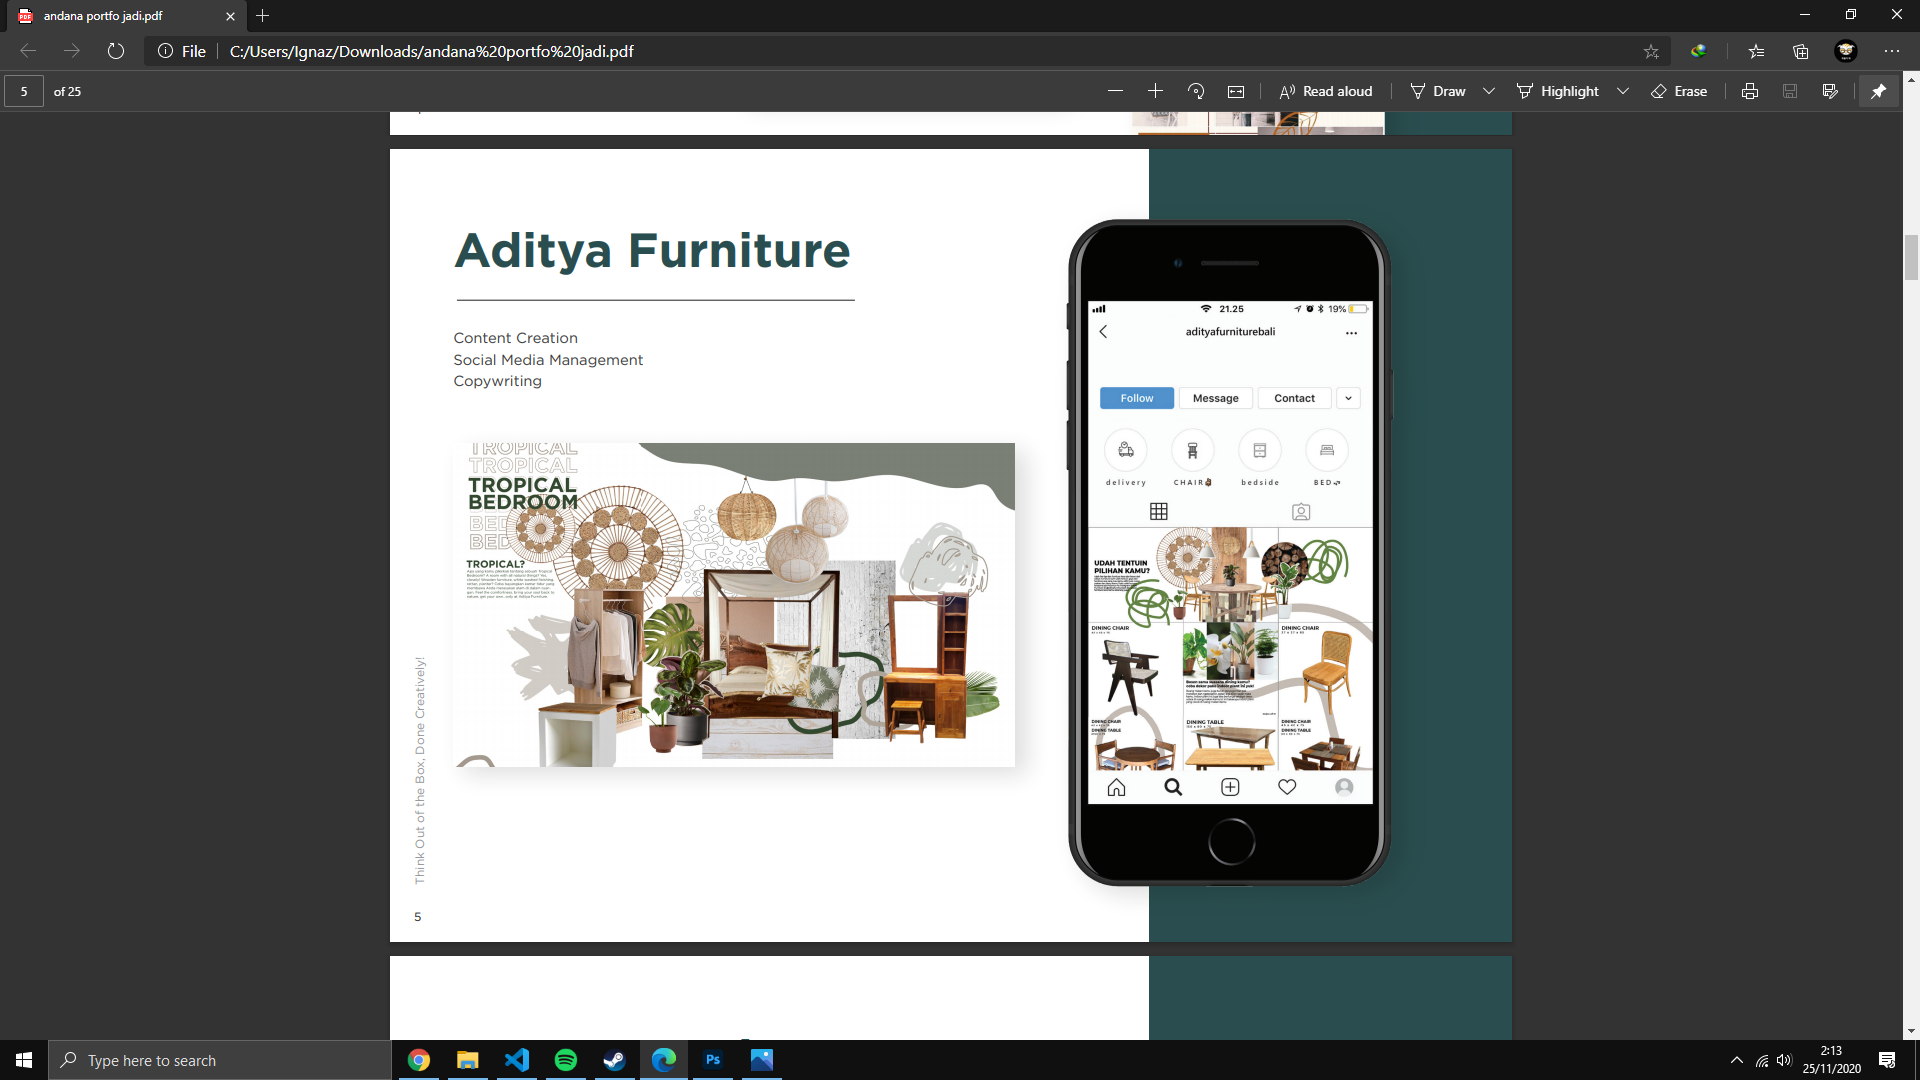 andana portfo jadi.pdf
File
C:/Users/Ignaz/Downloads/andana%20portfo%20jadi.pdf
5 of 25
Read aloud
Draw
Highlight
Erase
Aditya Furniture
Content Creation
Social Media Management
Copywriting
TROPICAL
TROPICAL
TROPICAL
BEDROOM
BED
BED
TROPICAL?
Think Out of the Box, Done Creatively!
5
21.25
19%
adityafurniturebali
Follow
Message
Contact
delivery
CHAIR
bedside
BED
UDAH TENTUIN
PILIHAN KAMU?
DINING CHAIR
DINING CHAIR
DINING CHAIR
DINING TABLE
DINING TABLE
DINING CHAIR
DINING TABLE
Type here to search
Ps
2:13
25/11/2020